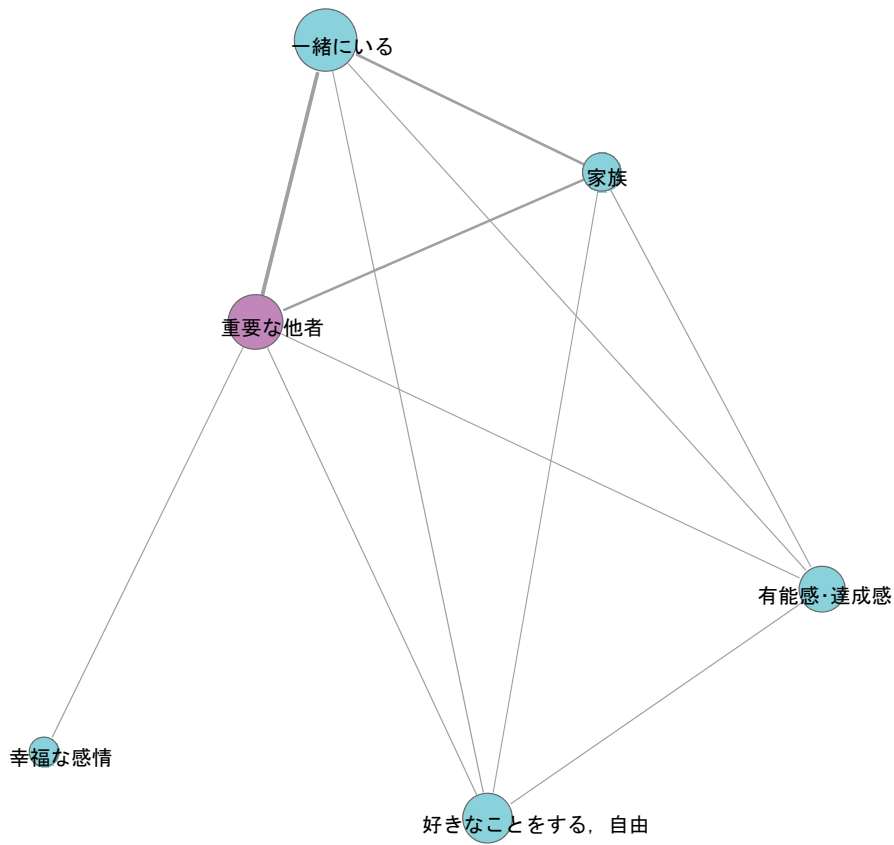 一緒にいる
家族
重要な他者
有能感・達成感
幸福な感情
好きなことをする，自由